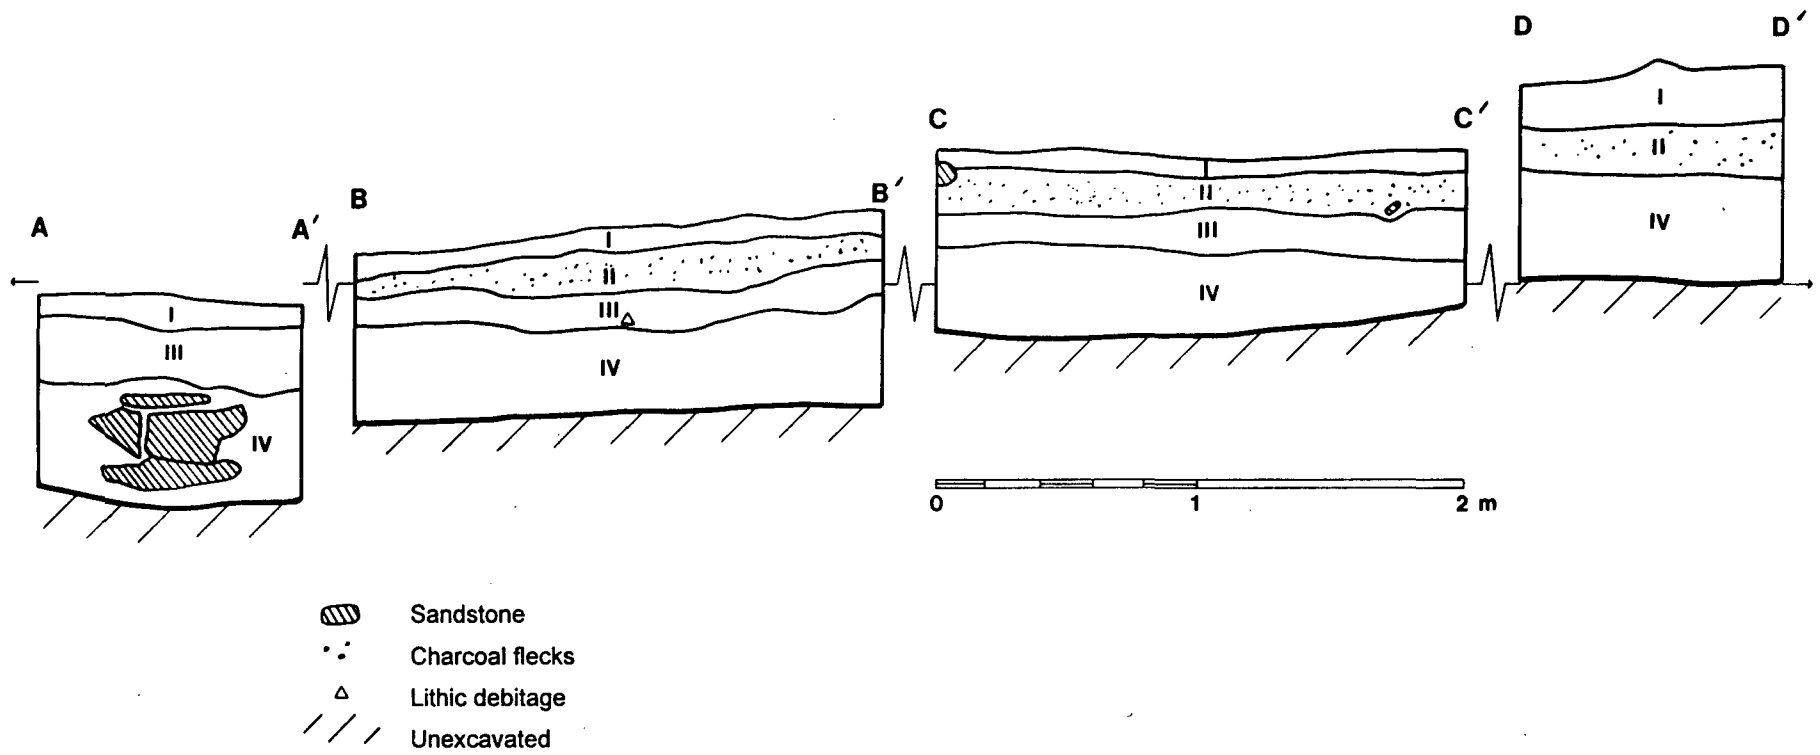 D D′
C C′
B B′
A A′
I
II
IV
I
II
III
IV
I
II
III
IV
I
III
IV
0 1 2 m
Sandstone
Charcoal flecks
Lithic debitage
Unexcavated